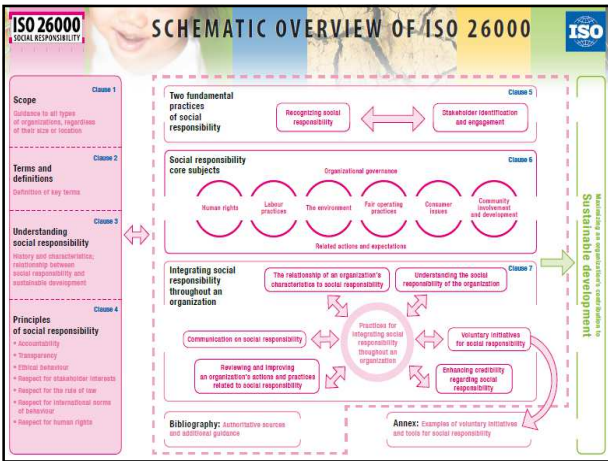 ISO 26000
SOCIAL RESPONSIBILITY
SCHEMATIC OVERVIEW OF ISO 26000
ISO
Clause 1
Scope
Guidance to all types
of organizations, regardless
of their size or location
Clause 2
Terms and
definitions
Definition of key terms
Clause 3
Understanding
social responsibility
History and characteristics;
relationship between
social responsibility and
sustainable development
Clause 4
Principles
of social responsibility
• Accountability
• Transparency
• Ethical behaviour
• Respect for stakeholder interests
• Respect for the rule of law
• Respect for international norms
of behaviour
• Respect for human rights
Two fundamental
practices
of social
responsibility
Clause 5
Recognizing social
responsibility
Stakeholder identification
and engagement
Social responsibility
core subjects
Clause 6
Organizational governance
Human rights
Labour
practices
The environment
Fair operating
practices
Consumer
issues
Community
involvement
and development
Related actions and expectations
Integrating social
responsibility
throughout an
organization
Clause 7
The relationship of an organization's
characteristics to social responsibility
Understanding the social
responsibility of the organization
Practices for
integrating social
responsibility
thoughout an
organization
Communication on social responsibility
Voluntary initiatives
for social responsibility
Reviewing and improving
an organization's actions and practices
related to social responsibility
Enhancing credibility
regarding social
responsibility
Bibliography: Authoritative sources
and additional guidance
Annex: Examples of voluntary initiatives
and tools for social responsibility
Maximizing an organization's contribution to
Sustainable development